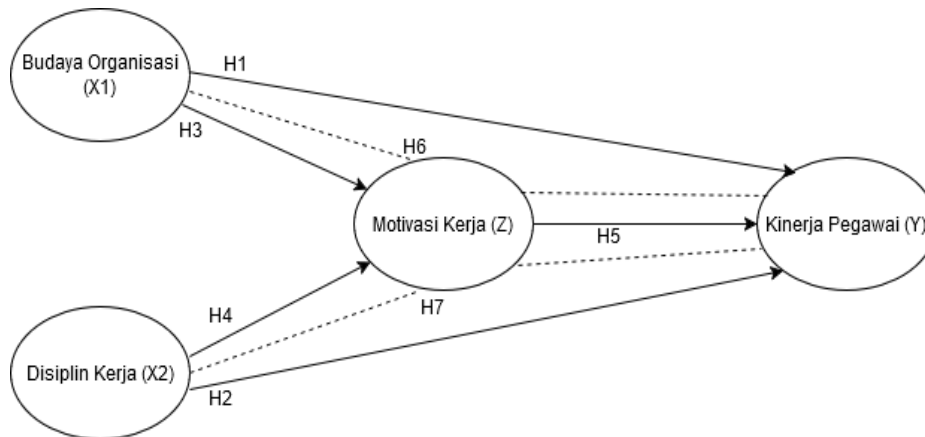 Budaya Organisasi
(X1)
H1
H3
H6
Motivasi Kerja (Z)
Kinerja Pegawai (Y)
H5
H4
H7
Disiplin Kerja (X2)
H2